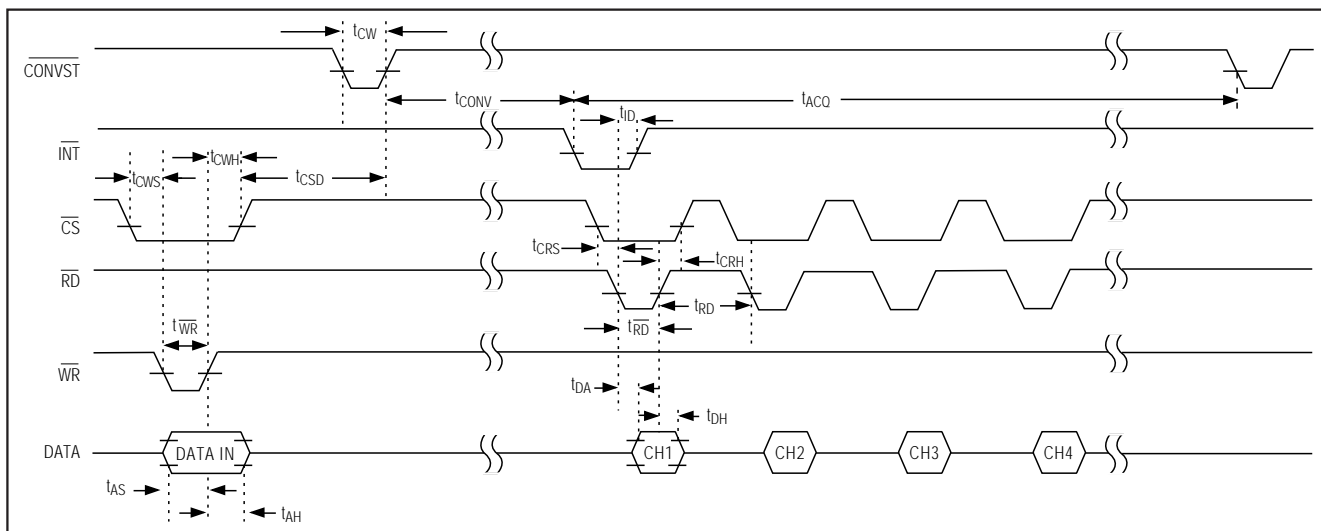 tCW
CONVST
tCONV
tACQ
tID
INT
tCWH
tCWS
tCSD
CS
tCRS
tCRH
RD
tRD
tWR
tRD
WR
tDA
tDH
DATA
DATA IN
CH1
CH2
CH3
CH4
tAS
tAH